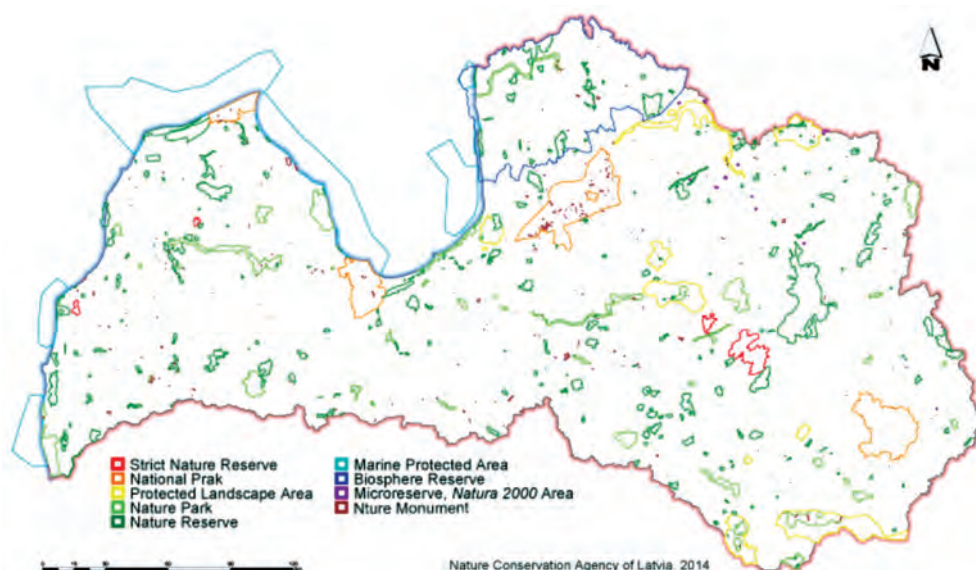 N
Strict Nature Reserve
National Prak
Protected Landscape Area
Nature Park
Nature Reserve
Marine Protected Area
Biosphere Reserve
Microreserve, Natura 2000 Area
Nture Monument
Nature Conservation Agency of Latvia, 2014